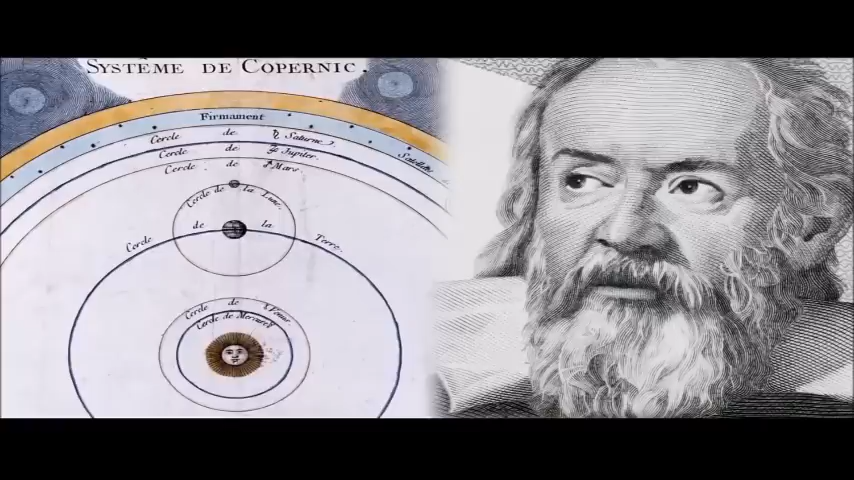 SYSTÈME DE COPERNIC.
Firmament
Cercle de ♄ Saturne
Cercle de ♃ Jupiter.
Cercle de ♂ Mars
Cercle de la Lune.
Cercle de la Terre.
Cercle de ♀ Venus
Cercle de Mercure ☿